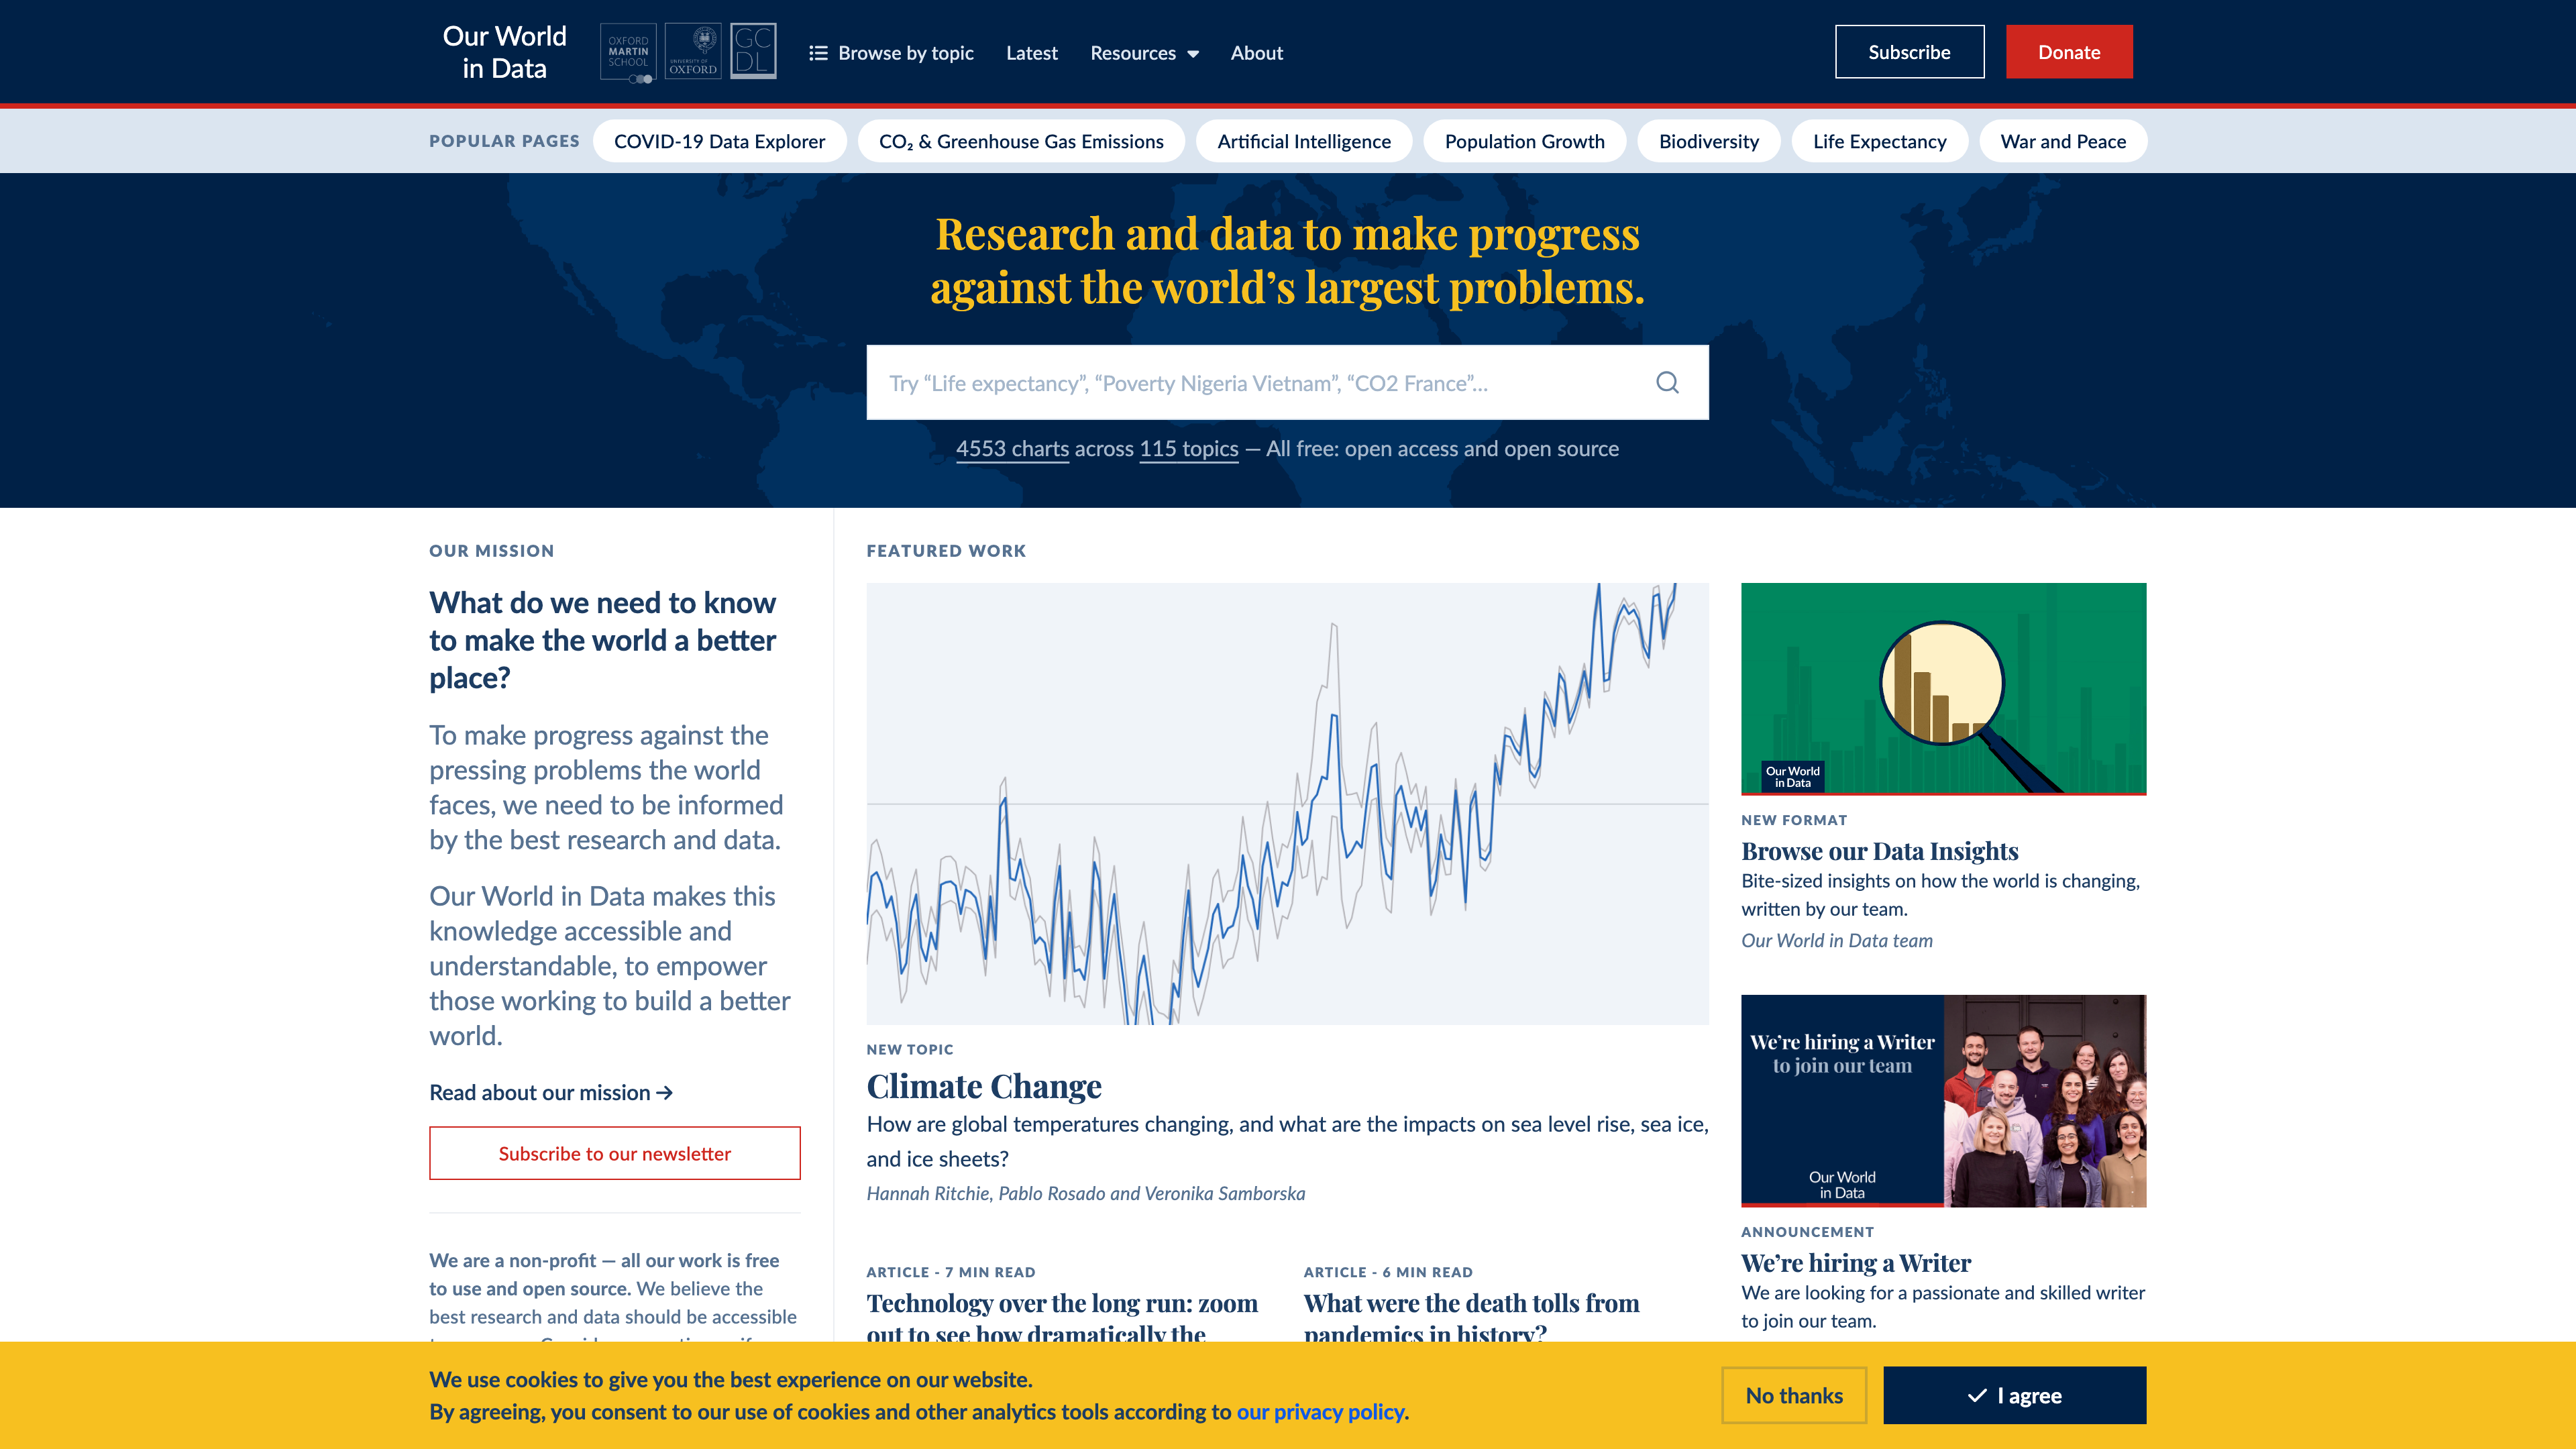 Our World
in Data
OXFORD
MARTIN
SCHOOL
UNIVERSITY OF
OXFORD
GC
DL
Browse by topic
Latest
Resources
About
Subscribe
Donate
POPULAR PAGES
COVID-19 Data Explorer
CO₂ & Greenhouse Gas Emissions
Artificial Intelligence
Population Growth
Biodiversity
Life Expectancy
War and Peace
Research and data to make progress
against the world’s largest problems.
Try “Life expectancy”, “Poverty Nigeria Vietnam”, “CO2 France”...
4553 charts across 115 topics — All free: open access and open source
OUR MISSION
What do we need to know
to make the world a better
place?
To make progress against the
pressing problems the world
faces, we need to be informed
by the best research and data.
Our World in Data makes this
knowledge accessible and
understandable, to empower
those working to build a better
world.
Read about our mission →
Subscribe to our newsletter
We are a non-profit — all our work is free
to use and open source. We believe the
best research and data should be accessible
FEATURED WORK
NEW TOPIC
Climate Change
How are global temperatures changing, and what are the impacts on sea level rise, sea ice,
and ice sheets?
Hannah Ritchie, Pablo Rosado and Veronika Samborska
ARTICLE - 7 MIN READ
Technology over the long run: zoom
out to see how dramatically the
ARTICLE - 6 MIN READ
What were the death tolls from
pandemics in history?
Our World
in Data
NEW FORMAT
Browse our Data Insights
Bite-sized insights on how the world is changing,
written by our team.
Our World in Data team
We’re hiring a Writer
to join our team
Our World
in Data
ANNOUNCEMENT
We’re hiring a Writer
We are looking for a passionate and skilled writer
to join our team.
We use cookies to give you the best experience on our website.
By agreeing, you consent to our use of cookies and other analytics tools according to our privacy policy.
No thanks
I agree